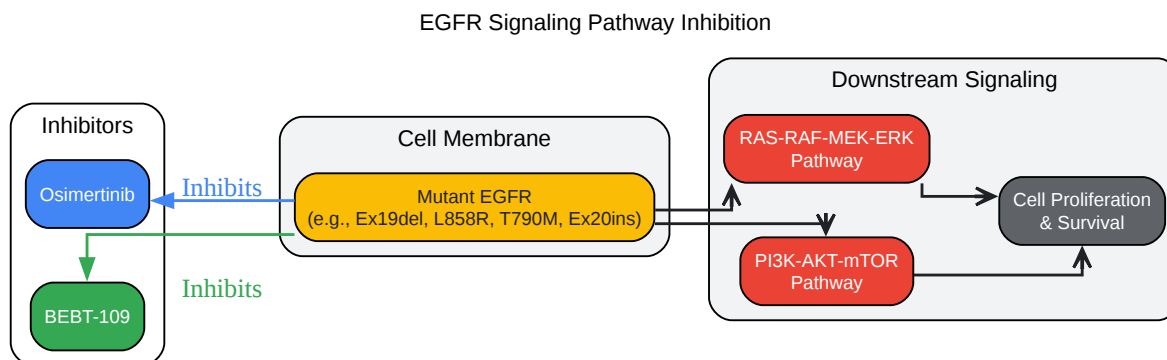 EGFR Signaling Pathway Inhibition
Inhibitors
Osimertinib
BEBT-109
Inhibits
Inhibits
Cell Membrane
Mutant EGFR
(e.g., Ex19del, L858R, T790M, Ex20ins)
Downstream Signaling
RAS-RAF-MEK-ERK
Pathway
PI3K-AKT-mTOR
Pathway
Cell Proliferation
& Survival